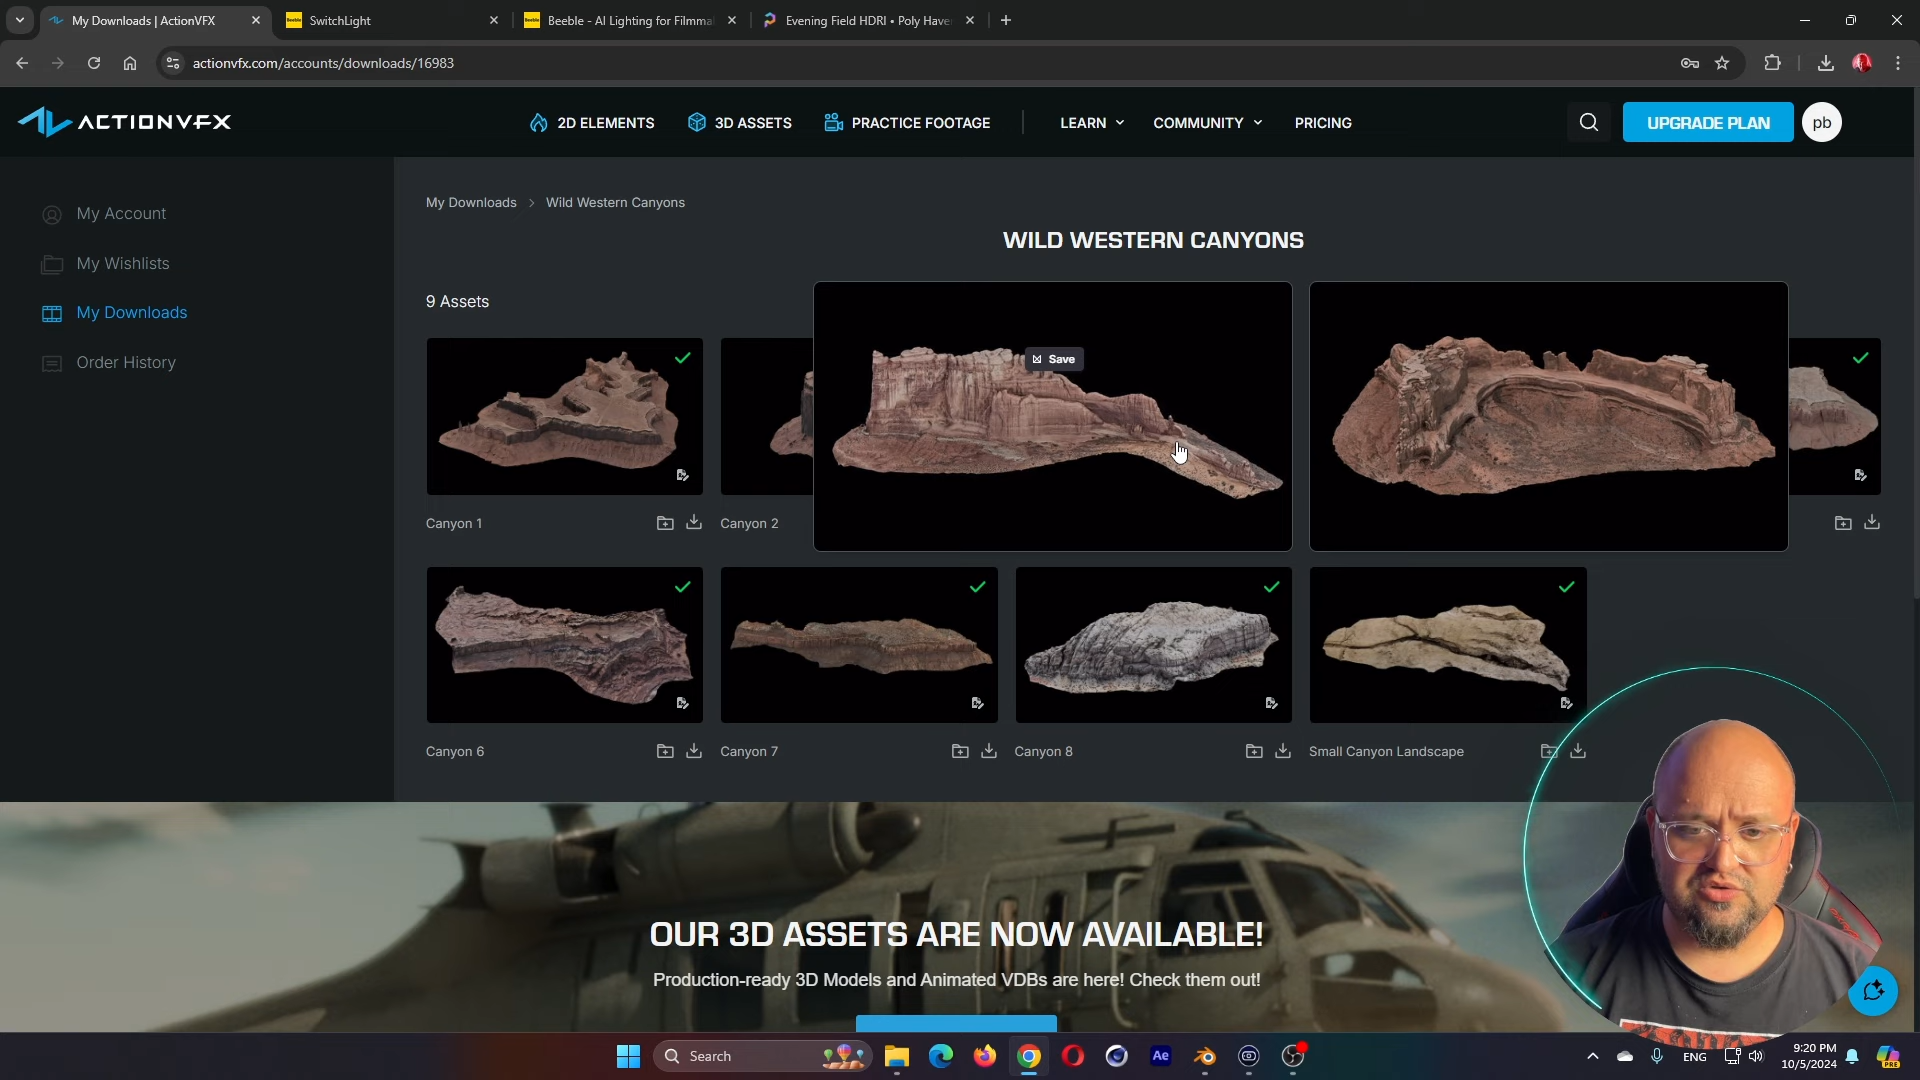 My Downloads | ActionVFX
SwitchLight
Beeble - AI Lighting for Filmma
Evening Field HDRI • Poly Have
actionvfx.com/accounts/downloads/16983
ACTIONVFX
2D ELEMENTS
3D ASSETS
PRACTICE FOOTAGE
LEARN
COMMUNITY
PRICING
UPGRADE PLAN
pb
My Account
My Wishlists
My Downloads
Order History
My Downloads > Wild Western Canyons
WILD WESTERN CANYONS
9 Assets
Save
Canyon 1
Canyon 2
Canyon 6
Canyon 7
Canyon 8
Small Canyon Landscape
OUR 3D ASSETS ARE NOW AVAILABLE!
Production-ready 3D Models and Animated VDBs are here! Check them out!
Search
Ae
ENG
9:20 PM
10/5/2024
PRE